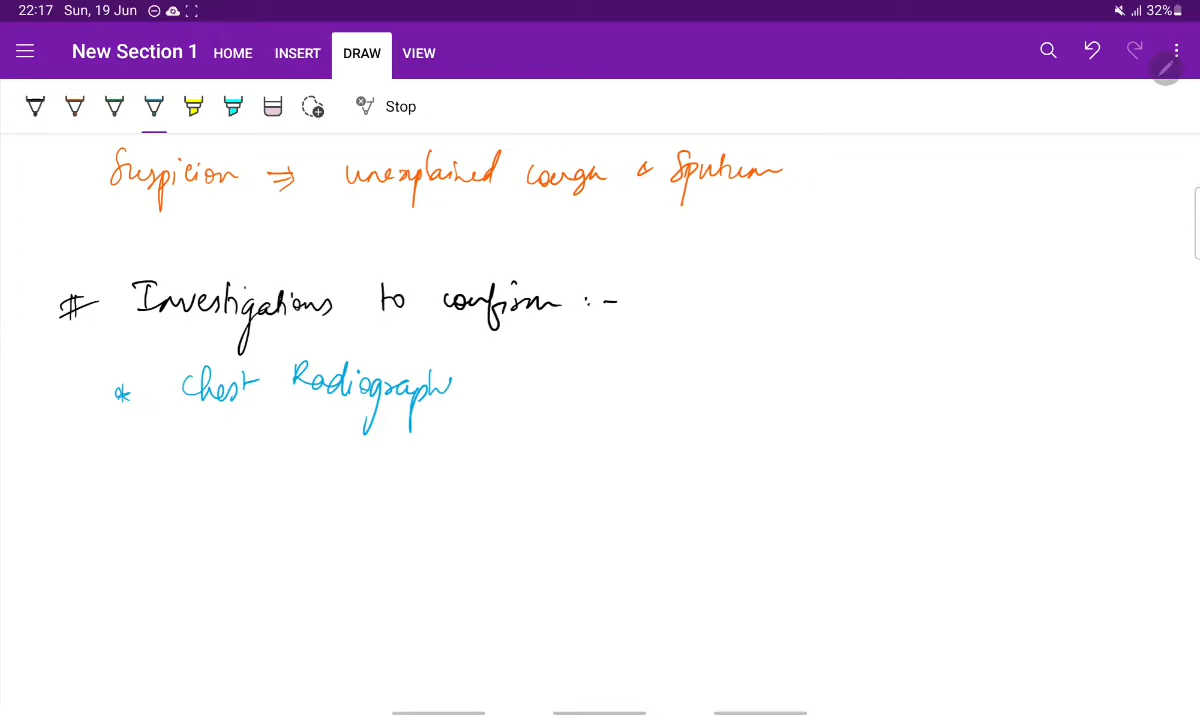 22:17 Sun, 19 Jun 32%
New Section 1 HOME INSERT DRAW VIEW
Stop
Suspicion ⇒ unexplained cough & Sputum
# Investigations to confirm :-
* Chest Radiograph